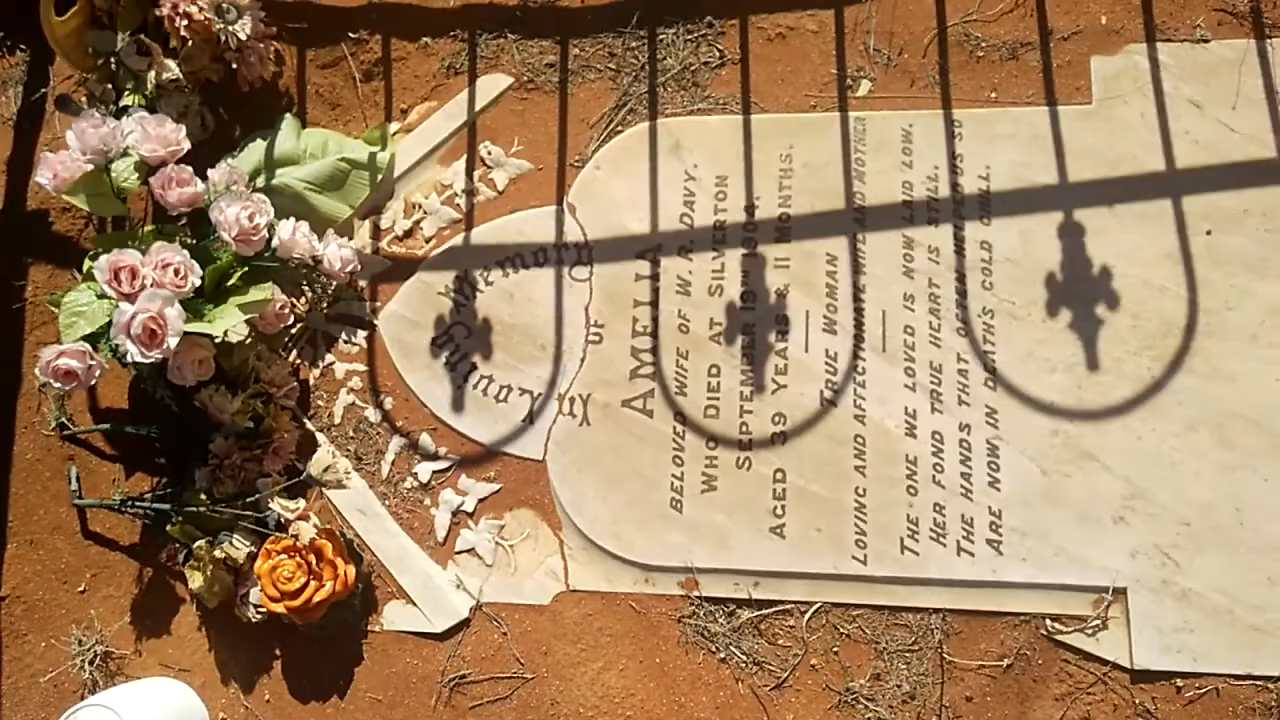 In Loving Memory
OF
AMELIA
BELOVED WIFE OF W. R. DAVY.
WHO DIED AT SILVERTON
SEPTEMBER 19TH 1904.
AGED 39 YEARS & 11 MONTHS.
TRUE WOMAN
LOVING AND AFFECTIONATE WIFE AND MOTHER
THE ONE WE LOVED IS NOW LAID LOW.
HER FOND TRUE HEART IS STILL.
THE HANDS THAT OFTEN HELPED US SO
ARE NOW IN DEATH'S COLD CHILL.